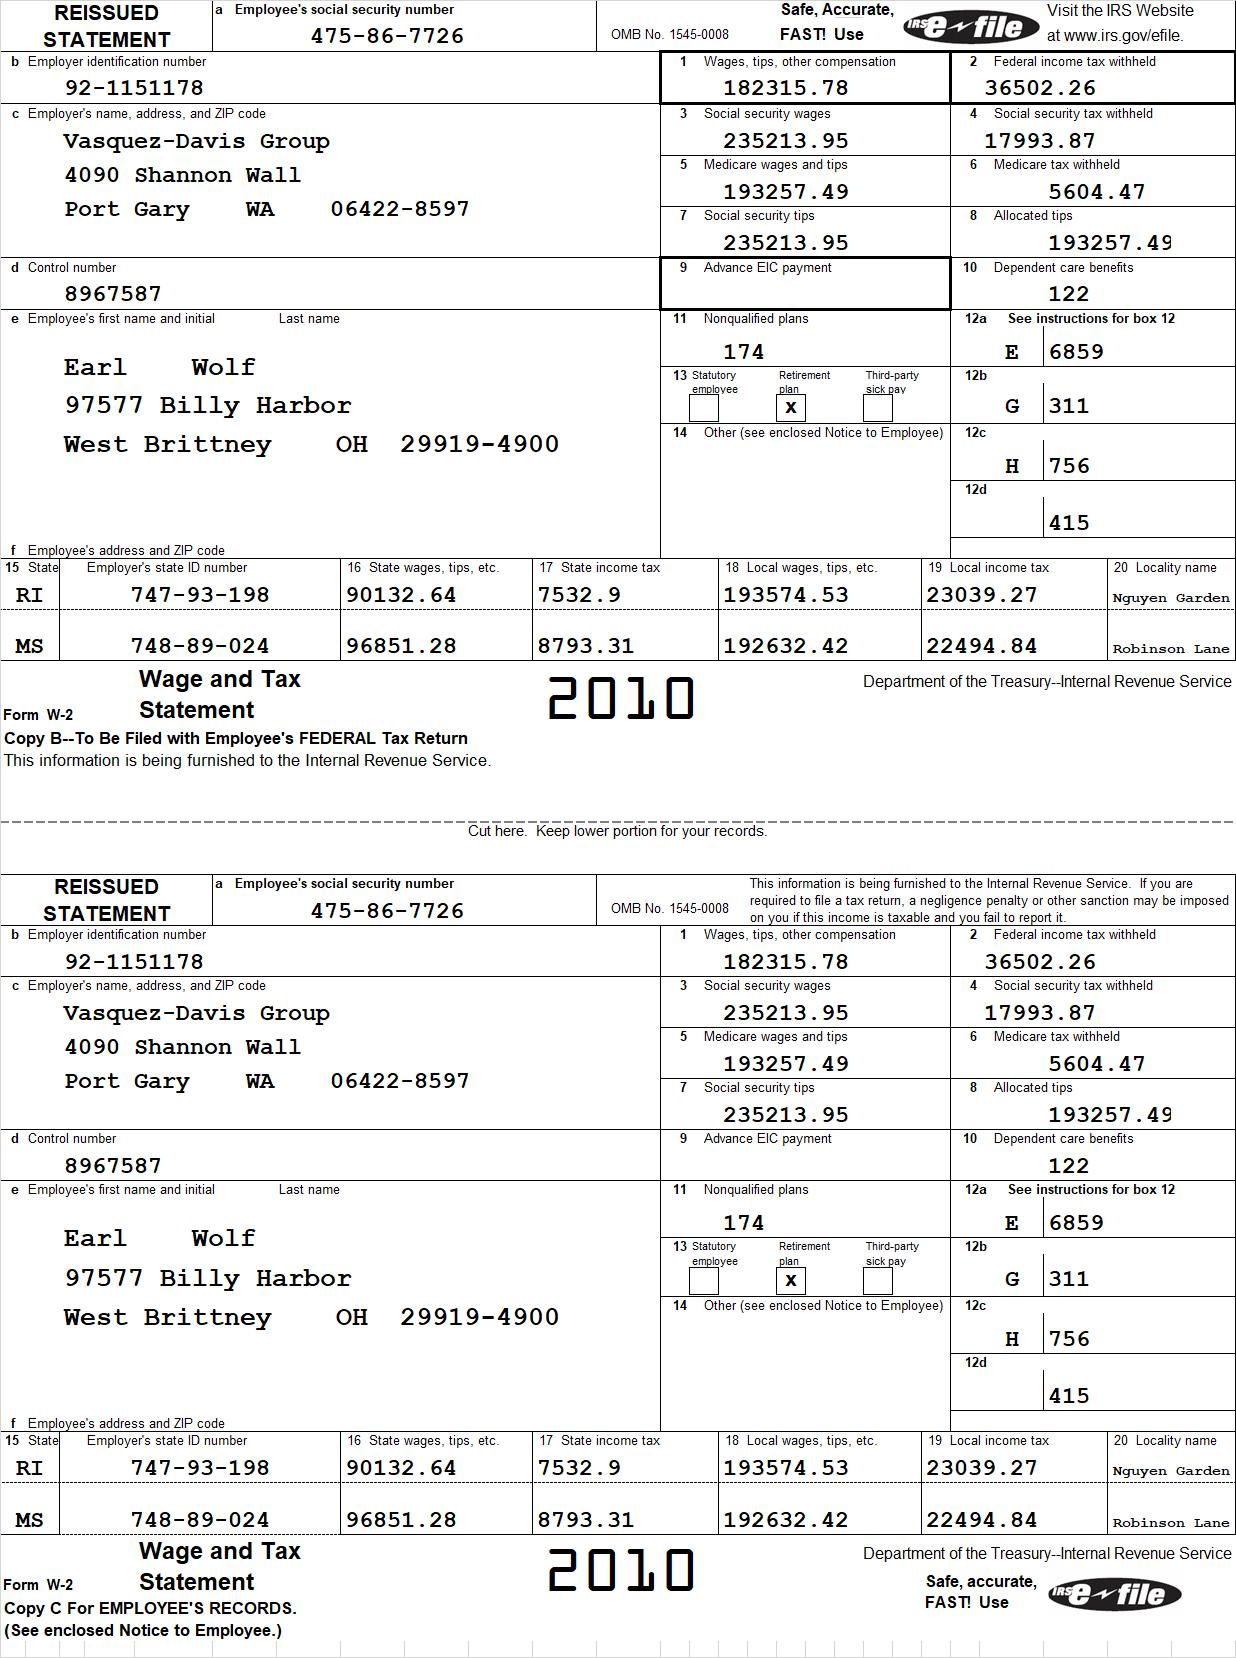 REISSUED STATEMENT
a Employee's social security number
475-86-7726
OMB No. 1545-0008
Safe, Accurate, FAST! Use
IRS e-file
Visit the IRS Website at www.irs.gov/efile.
b Employer identification number
92-1151178
1 Wages, tips, other compensation
182315.78
2 Federal income tax withheld
36502.26
c Employer's name, address, and ZIP code
Vasquez-Davis Group
4090 Shannon Wall
Port Gary WA 06422-8597
3 Social security wages
235213.95
4 Social security tax withheld
17993.87
5 Medicare wages and tips
193257.49
6 Medicare tax withheld
5604.47
7 Social security tips
235213.95
8 Allocated tips
193257.49
d Control number
8967587
9 Advance EIC payment
10 Dependent care benefits
122
e Employee's first name and initial Last name
Earl Wolf
97577 Billy Harbor
West Brittney OH 29919-4900
f Employee's address and ZIP code
11 Nonqualified plans
174
12a See instructions for box 12
E 6859
13 Statutory employee Retirement plan Third-party sick pay
X
12b
G 311
14 Other (see enclosed Notice to Employee)
12c
H 756
12d
415
15 State Employer's state ID number 16 State wages, tips, etc. 17 State income tax 18 Local wages, tips, etc. 19 Local income tax 20 Locality name
RI 747-93-198 90132.64 7532.9 193574.53 23039.27 Nguyen Garden
MS 748-89-024 96851.28 8793.31 192632.42 22494.84 Robinson Lane
Form W-2 Wage and Tax Statement
2010
Department of the Treasury--Internal Revenue Service
Copy B--To Be Filed with Employee's FEDERAL Tax Return
This information is being furnished to the Internal Revenue Service.
Cut here. Keep lower portion for your records.
REISSUED STATEMENT
a Employee's social security number
475-86-7726
OMB No. 1545-0008
This information is being furnished to the Internal Revenue Service. If you are
required to file a tax return, a negligence penalty or other sanction may be imposed
on you if this income is taxable and you fail to report it.
b Employer identification number
92-1151178
1 Wages, tips, other compensation
182315.78
2 Federal income tax withheld
36502.26
c Employer's name, address, and ZIP code
Vasquez-Davis Group
4090 Shannon Wall
Port Gary WA 06422-8597
3 Social security wages
235213.95
4 Social security tax withheld
17993.87
5 Medicare wages and tips
193257.49
6 Medicare tax withheld
5604.47
7 Social security tips
235213.95
8 Allocated tips
193257.49
d Control number
8967587
9 Advance EIC payment
10 Dependent care benefits
122
e Employee's first name and initial Last name
Earl Wolf
97577 Billy Harbor
West Brittney OH 29919-4900
f Employee's address and ZIP code
11 Nonqualified plans
174
12a See instructions for box 12
E 6859
13 Statutory employee Retirement plan Third-party sick pay
X
12b
G 311
14 Other (see enclosed Notice to Employee)
12c
H 756
12d
415
15 State Employer's state ID number 16 State wages, tips, etc. 17 State income tax 18 Local wages, tips, etc. 19 Local income tax 20 Locality name
RI 747-93-198 90132.64 7532.9 193574.53 23039.27 Nguyen Garden
MS 748-89-024 96851.28 8793.31 192632.42 22494.84 Robinson Lane
Form W-2 Wage and Tax Statement
2010
Department of the Treasury--Internal Revenue Service
Safe, accurate, FAST! Use
IRS e-file
Copy C For EMPLOYEE'S RECORDS.
(See enclosed Notice to Employee.)